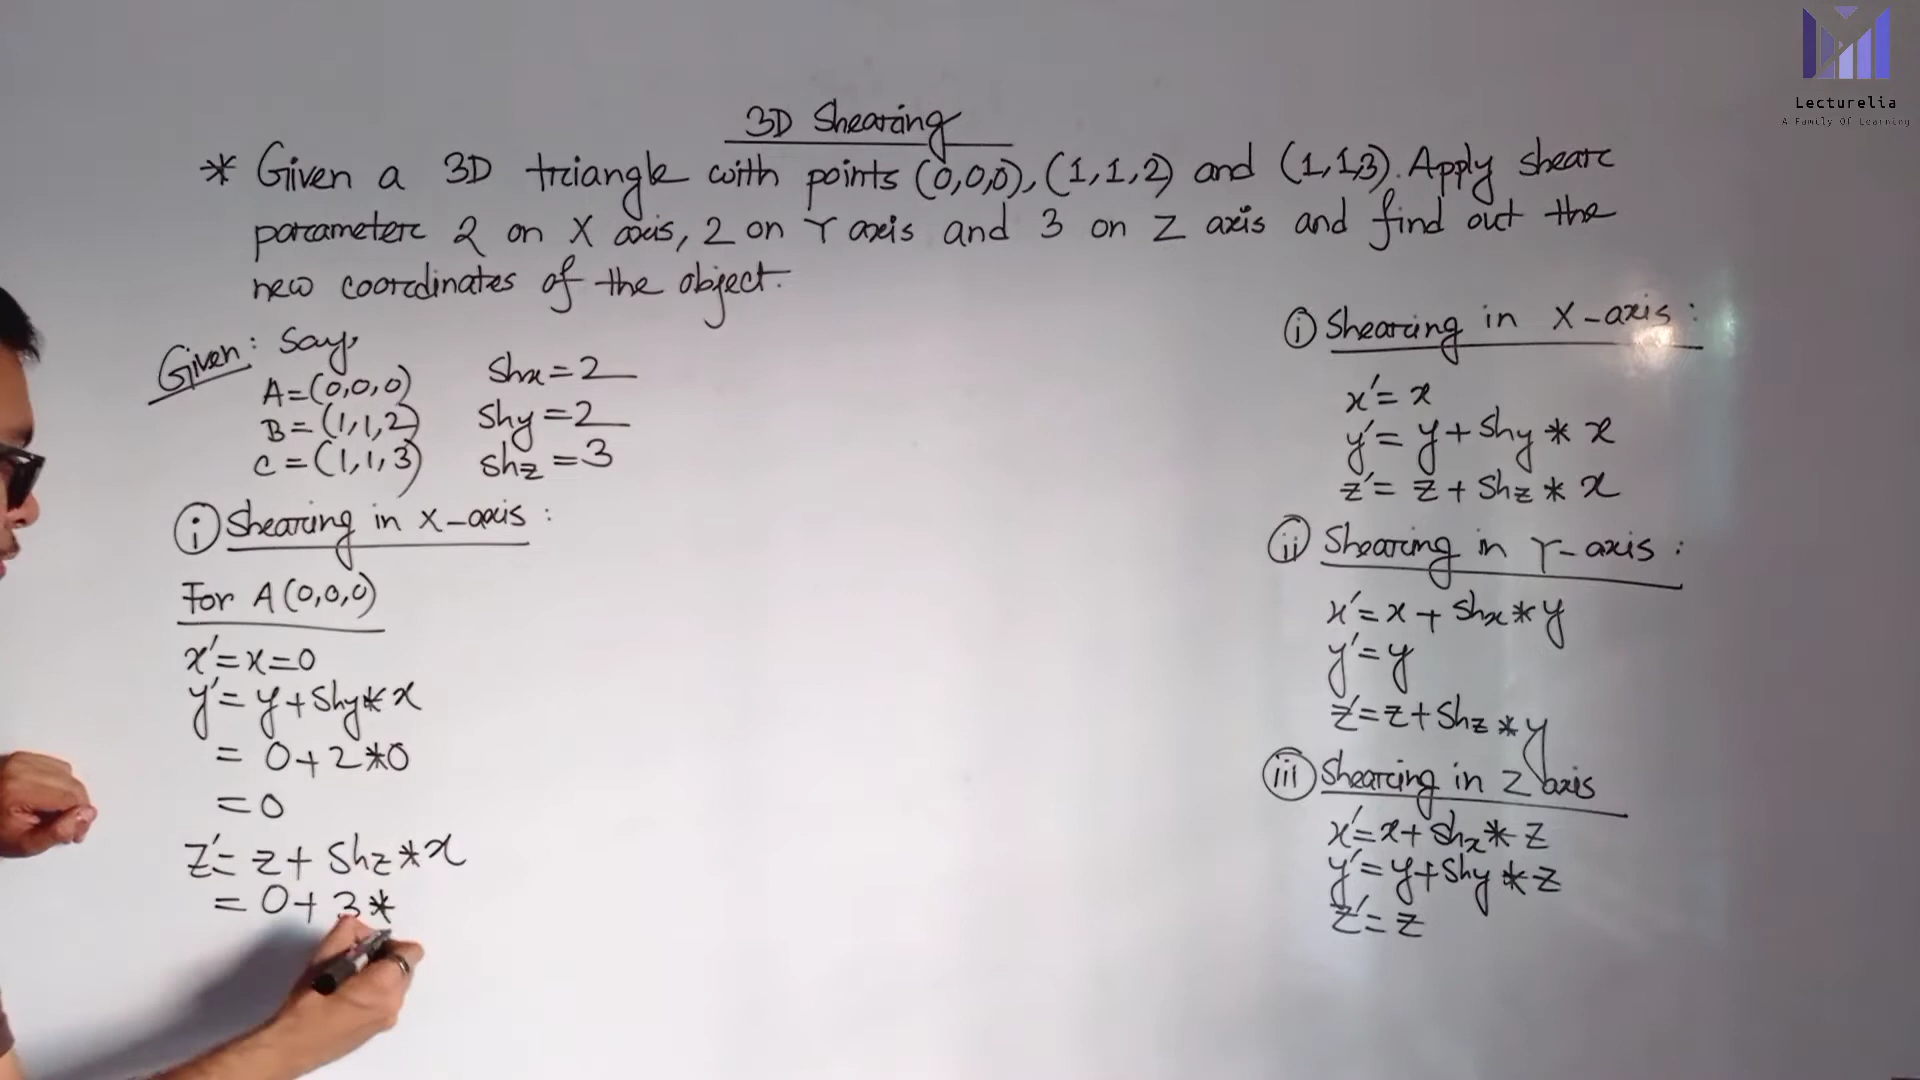 Lecturelia
A Family Of Learning
3D Shearing
* Given a 3D triangle with points (0,0,0), (1,1,2) and (1,1,3). Apply shear
parameter 2 on X axis, 2 on Y axis and 3 on Z axis and find out the
new coordinates of the object.
Given: Say,
A=(0,0,0)
B=(1,1,2)
C=(1,1,3)
Shx=2
Shy=2
Shz=3
i Shearing in X-axis:
For A(0,0,0)
x'=x=0
y'=y+Shy*x
=0+2*0
=0
z'=z+Shz*x
=0+3*
i Shearing in X-axis:
x'=x
y'=y+Shy*x
z'=z+Shz*x
ii Shearing in Y-axis:
x'=x+Shx*y
y'=y
z'=z+Shz*y
iii Shearing in Z axis
x'=x+Shx*z
y'=y+Shy*z
z'=z